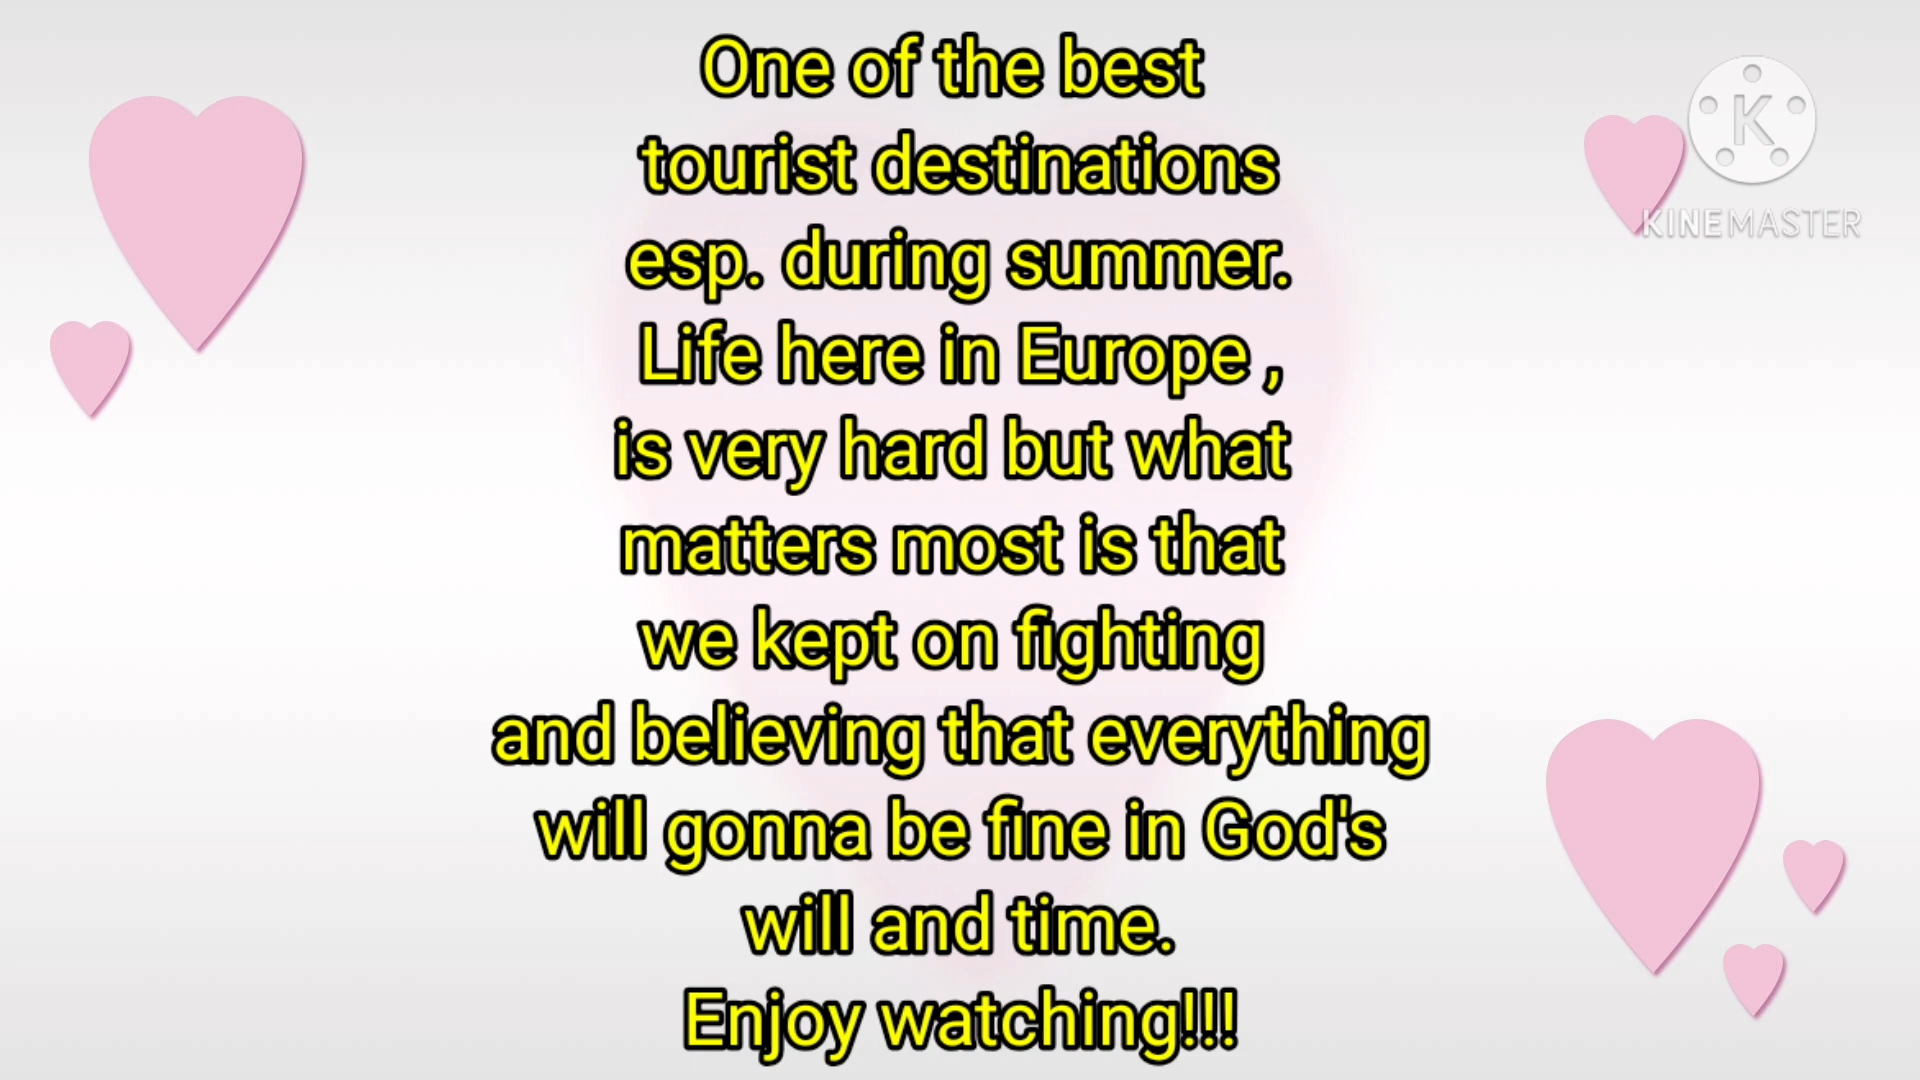 One of the best
tourist destinations
esp. during summer.
Life here in Europe ,
is very hard but what
matters most is that
we kept on fighting
and believing that everything
will gonna be fine in God's
will and time.
Enjoy watching!!!
K
KINEMASTER